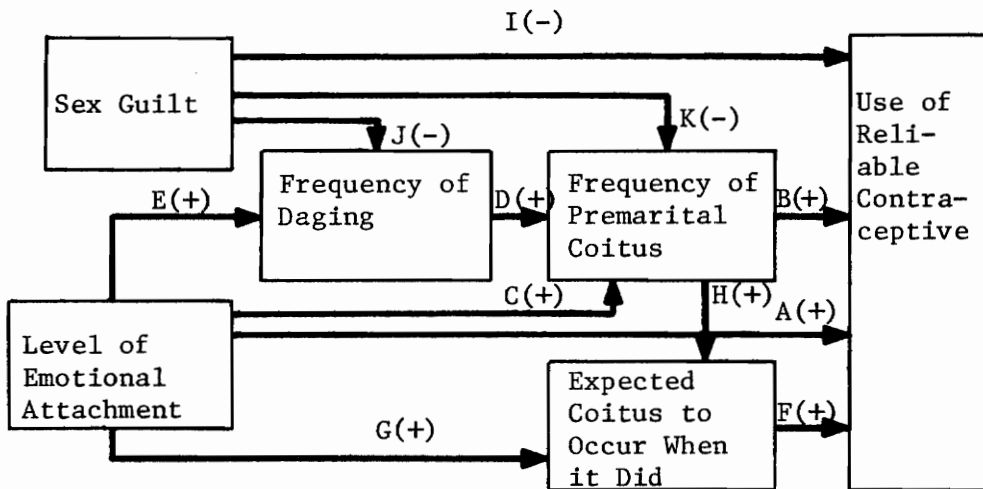 I(-)
Sex Guilt
Use of
Reli-
able
Contra-
ceptive
K(-)
J(-)
Frequency of
Daging
Frequency of
Premarital
Coitus
E(+)
D(+)
B(+)
C(+)
H(+)
A(+)
Level of
Emotional
Attachment
Expected
Coitus to
Occur When
it Did
F(+)
G(+)